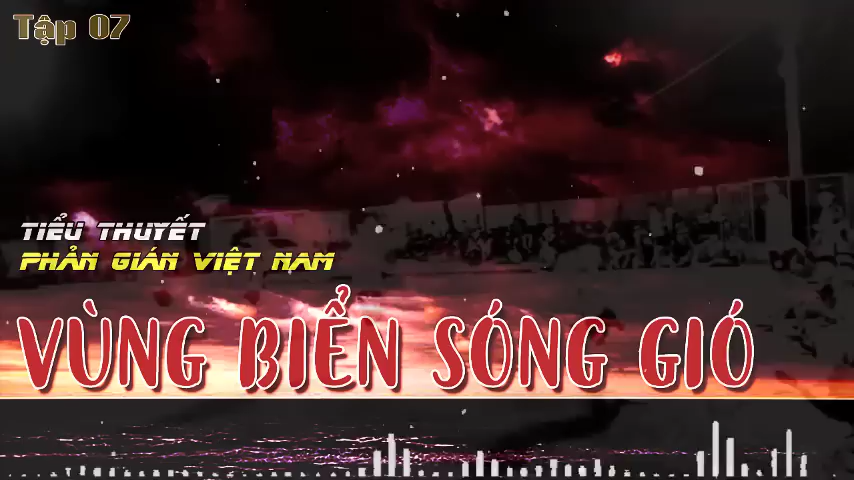 Tập 07
TIỂU THUYẾT
PHẢN GIÁN VIỆT NAM
VÙNG BIỂN SÓNG GIÓ